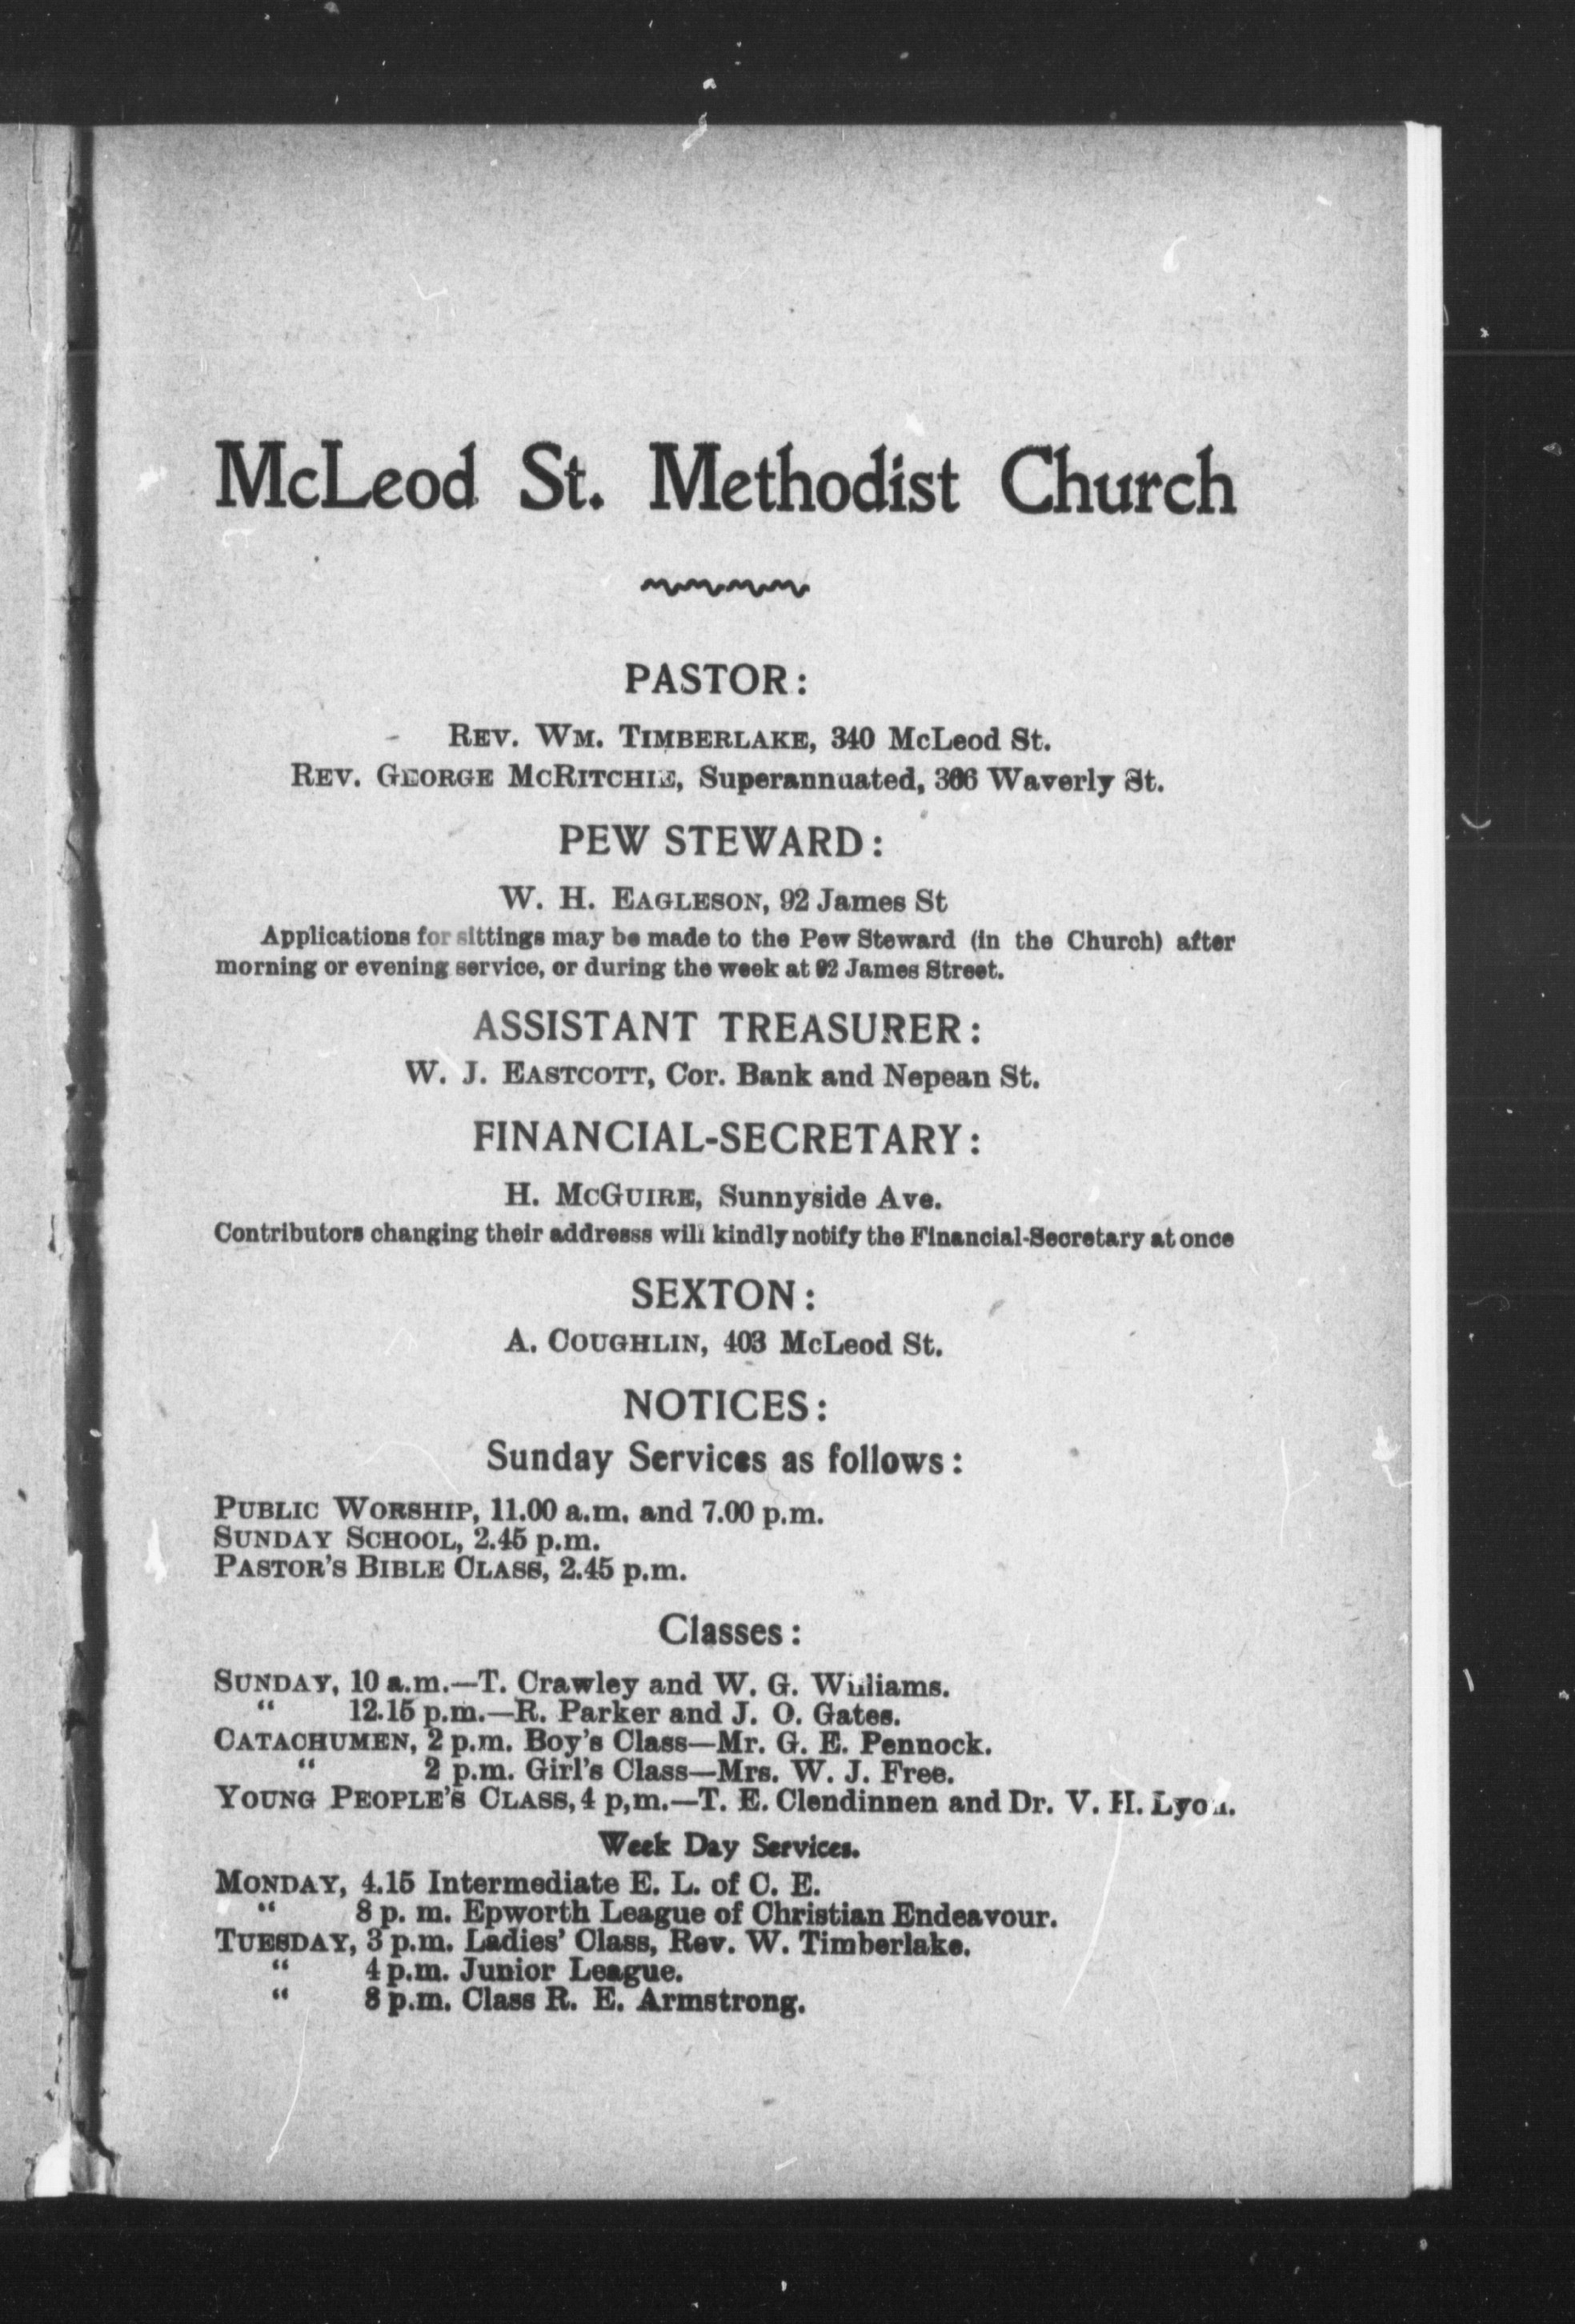 McLeod St. Methodist Church
PASTOR:
REV. WM. TIMBERLAKE, 340 McLeod St.
REV. GEORGE MCRITCHIE, Superannuated, 366 Waverly St.
PEW STEWARD:
W. H. EAGLESON, 92 James St
Applications for sittings may be made to the Pew Steward (in the Church) after
morning or evening service, or during the week at 92 James Street.
ASSISTANT TREASURER:
W. J. EASTCOTT, Cor. Bank and Nepean St.
FINANCIAL-SECRETARY:
H. MCGUIRE, Sunnyside Ave.
Contributors changing their addresss will kindly notify the Financial-Secretary at once
SEXTON:
A. COUGHLIN, 403 McLeod St.
NOTICES:
Sunday Services as follows:
PUBLIC WORSHIP, 11.00 a.m. and 7.00 p.m.
SUNDAY SCHOOL, 2.45 p.m.
PASTOR'S BIBLE CLASS, 2.45 p.m.
Classes:
SUNDAY, 10 a.m.—T. Crawley and W. G. Williams.
" 12.15 p.m.—R. Parker and J. O. Gates.
CATACHUMEN, 2 p.m. Boy's Class—Mr. G. E. Pennock.
" 2 p.m. Girl's Class—Mrs. W. J. Free.
YOUNG PEOPLE'S CLASS, 4 p,m.—T. E. Clendinnen and Dr. V. H. Lyon.
Week Day Services.
MONDAY, 4.15 Intermediate E. L. of C. E.
" 8 p. m. Epworth League of Christian Endeavour.
TUESDAY, 3 p.m. Ladies' Class, Rev. W. Timberlake.
" 4 p.m. Junior League.
" 8 p.m. Class R. E. Armstrong.